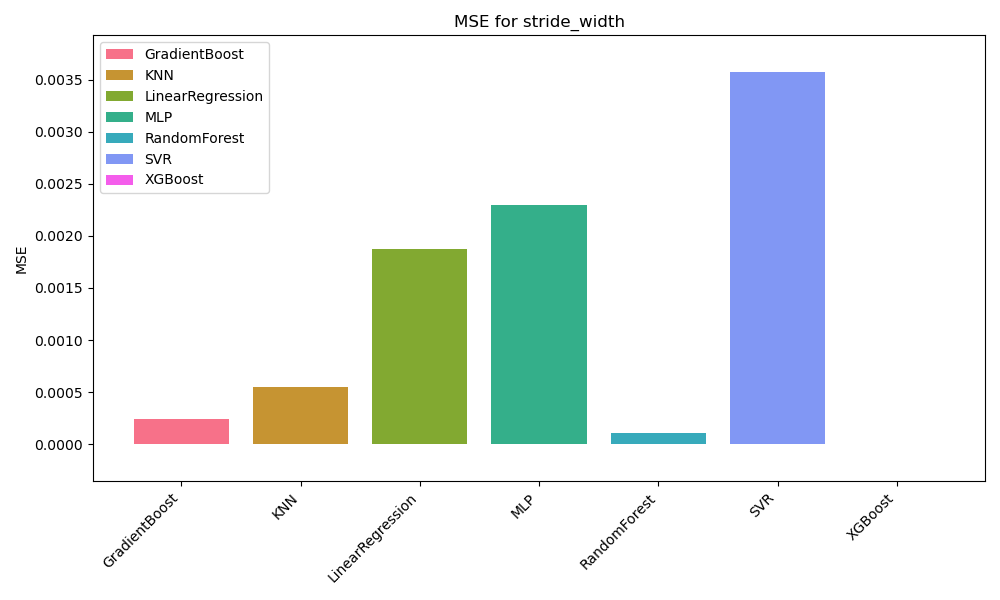 MSE for stride_width
GradientBoost
KNN
LinearRegression
MLP
RandomForest
SVR
XGBoost
MSE
0.0035
0.0030
0.0025
0.0020
0.0015
0.0010
0.0005
0.0000
GradientBoost
KNN
LinearRegression
MLP
RandomForest
SVR
XGBoost